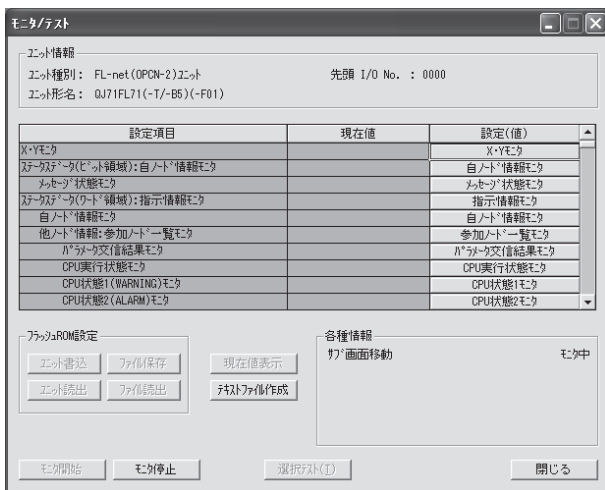 ﾓﾆﾀ/ﾃｽﾄ
ﾕﾆｯﾄ情報
ﾕﾆｯﾄ種別: FL-net(OPCN-2)ﾕﾆｯﾄ 先頭 I/O No. : 0000
ﾕﾆｯﾄ形名: QJ71FL71(-T/-B5)(-F01)
設定項目 現在値 設定(値)
X･Yﾓﾆﾀ X･Yﾓﾆﾀ
ｽﾃｰﾀｽﾃﾞｰﾀ(ﾋﾞｯﾄ領域):自ﾉｰﾄﾞ情報ﾓﾆﾀ 自ﾉｰﾄﾞ情報ﾓﾆﾀ
ﾒｯｾｰｼﾞ状態ﾓﾆﾀ ﾒｯｾｰｼﾞ状態ﾓﾆﾀ
ｽﾃｰﾀｽﾃﾞｰﾀ(ﾜｰﾄﾞ領域):指示情報ﾓﾆﾀ 指示情報ﾓﾆﾀ
自ﾉｰﾄﾞ情報ﾓﾆﾀ 自ﾉｰﾄﾞ情報ﾓﾆﾀ
他ﾉｰﾄﾞ情報:参加ﾉｰﾄﾞ一覧ﾓﾆﾀ 参加ﾉｰﾄﾞ一覧ﾓﾆﾀ
ﾊﾟﾗﾒｰﾀ交信結果ﾓﾆﾀ ﾊﾟﾗﾒｰﾀ交信結果ﾓﾆﾀ
CPU実行状態ﾓﾆﾀ CPU実行状態ﾓﾆﾀ
CPU状態1(WARNING)ﾓﾆﾀ CPU状態1ﾓﾆﾀ
CPU状態2(ALARM)ﾓﾆﾀ CPU状態2ﾓﾆﾀ
ﾌﾗｯｼｭROM設定 各種情報
ﾕﾆｯﾄ書込 ﾌｧｲﾙ保存 現在値表示 ｻﾌﾞ画面移動 ﾓﾆﾀ中
ﾕﾆｯﾄ読出 ﾌｧｲﾙ読出 ﾃｷｽﾄﾌｧｲﾙ作成
ﾓﾆﾀ開始 ﾓﾆﾀ停止 選択ﾃｽﾄ(T) 閉じる